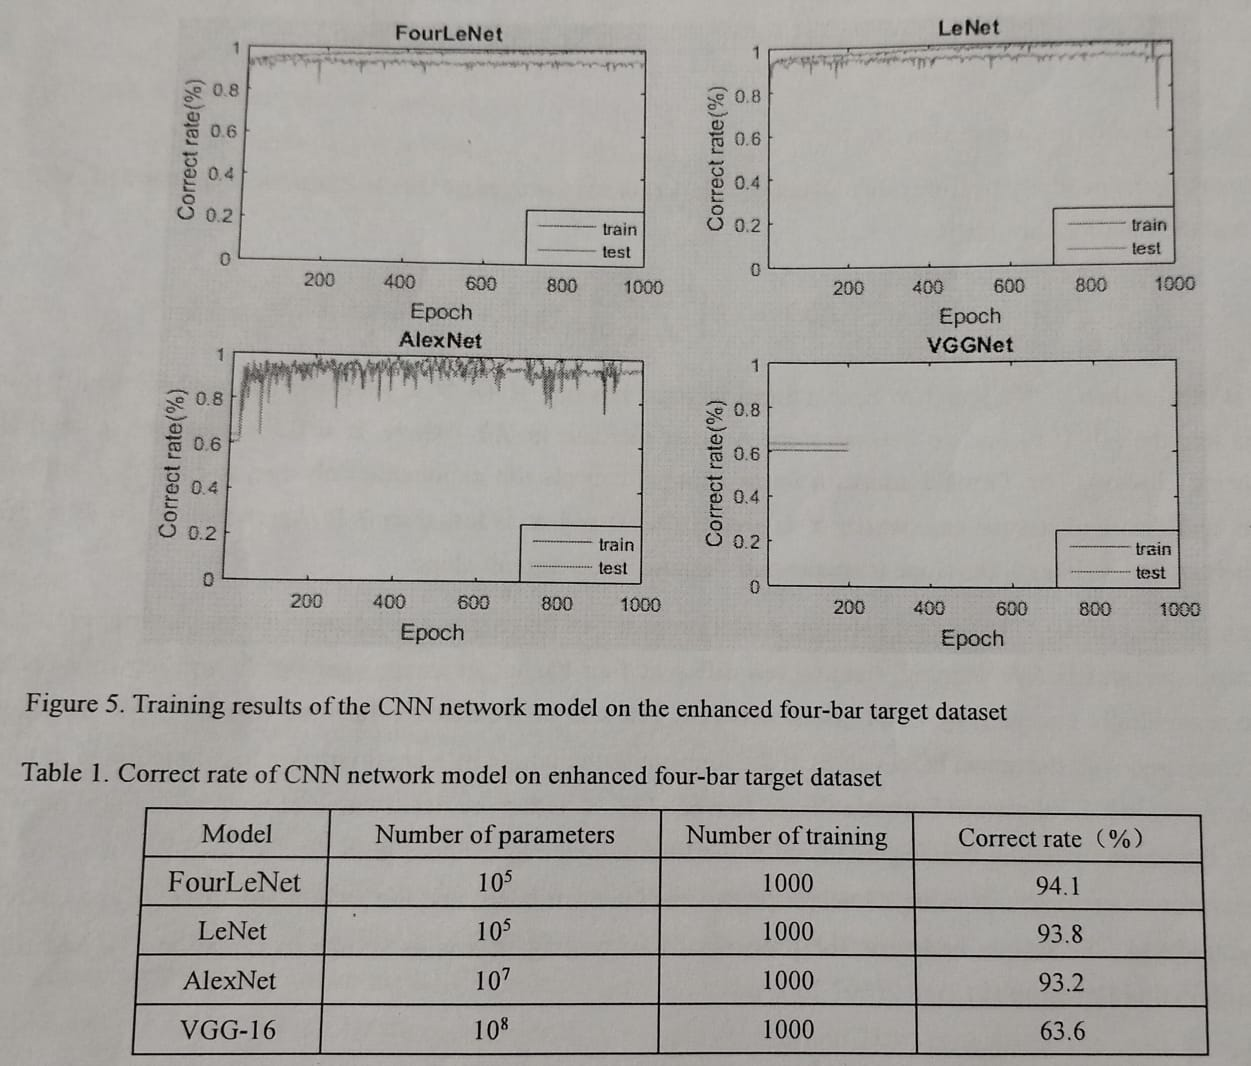 FourLeNet
Correct rate(%)
1
0.8
0.6
0.4
0.2
0
train
test
200 400 600 800 1000
Epoch
LeNet
Correct rate(%)
1
0.8
0.6
0.4
0.2
0
train
test
200 400 600 800 1000
Epoch
AlexNet
Correct rate(%)
1
0.8
0.6
0.4
0.2
0
train
test
200 400 600 800 1000
Epoch
VGGNet
Correct rate(%)
1
0.8
0.6
0.4
0.2
0
train
test
200 400 600 800 1000
Epoch
Figure 5. Training results of the CNN network model on the enhanced four-bar target dataset
Table 1. Correct rate of CNN network model on enhanced four-bar target dataset
Model Number of parameters Number of training Correct rate（%）
FourLeNet 10⁵ 1000 94.1
LeNet 10⁵ 1000 93.8
AlexNet 10⁷ 1000 93.2
VGG-16 10⁸ 1000 63.6